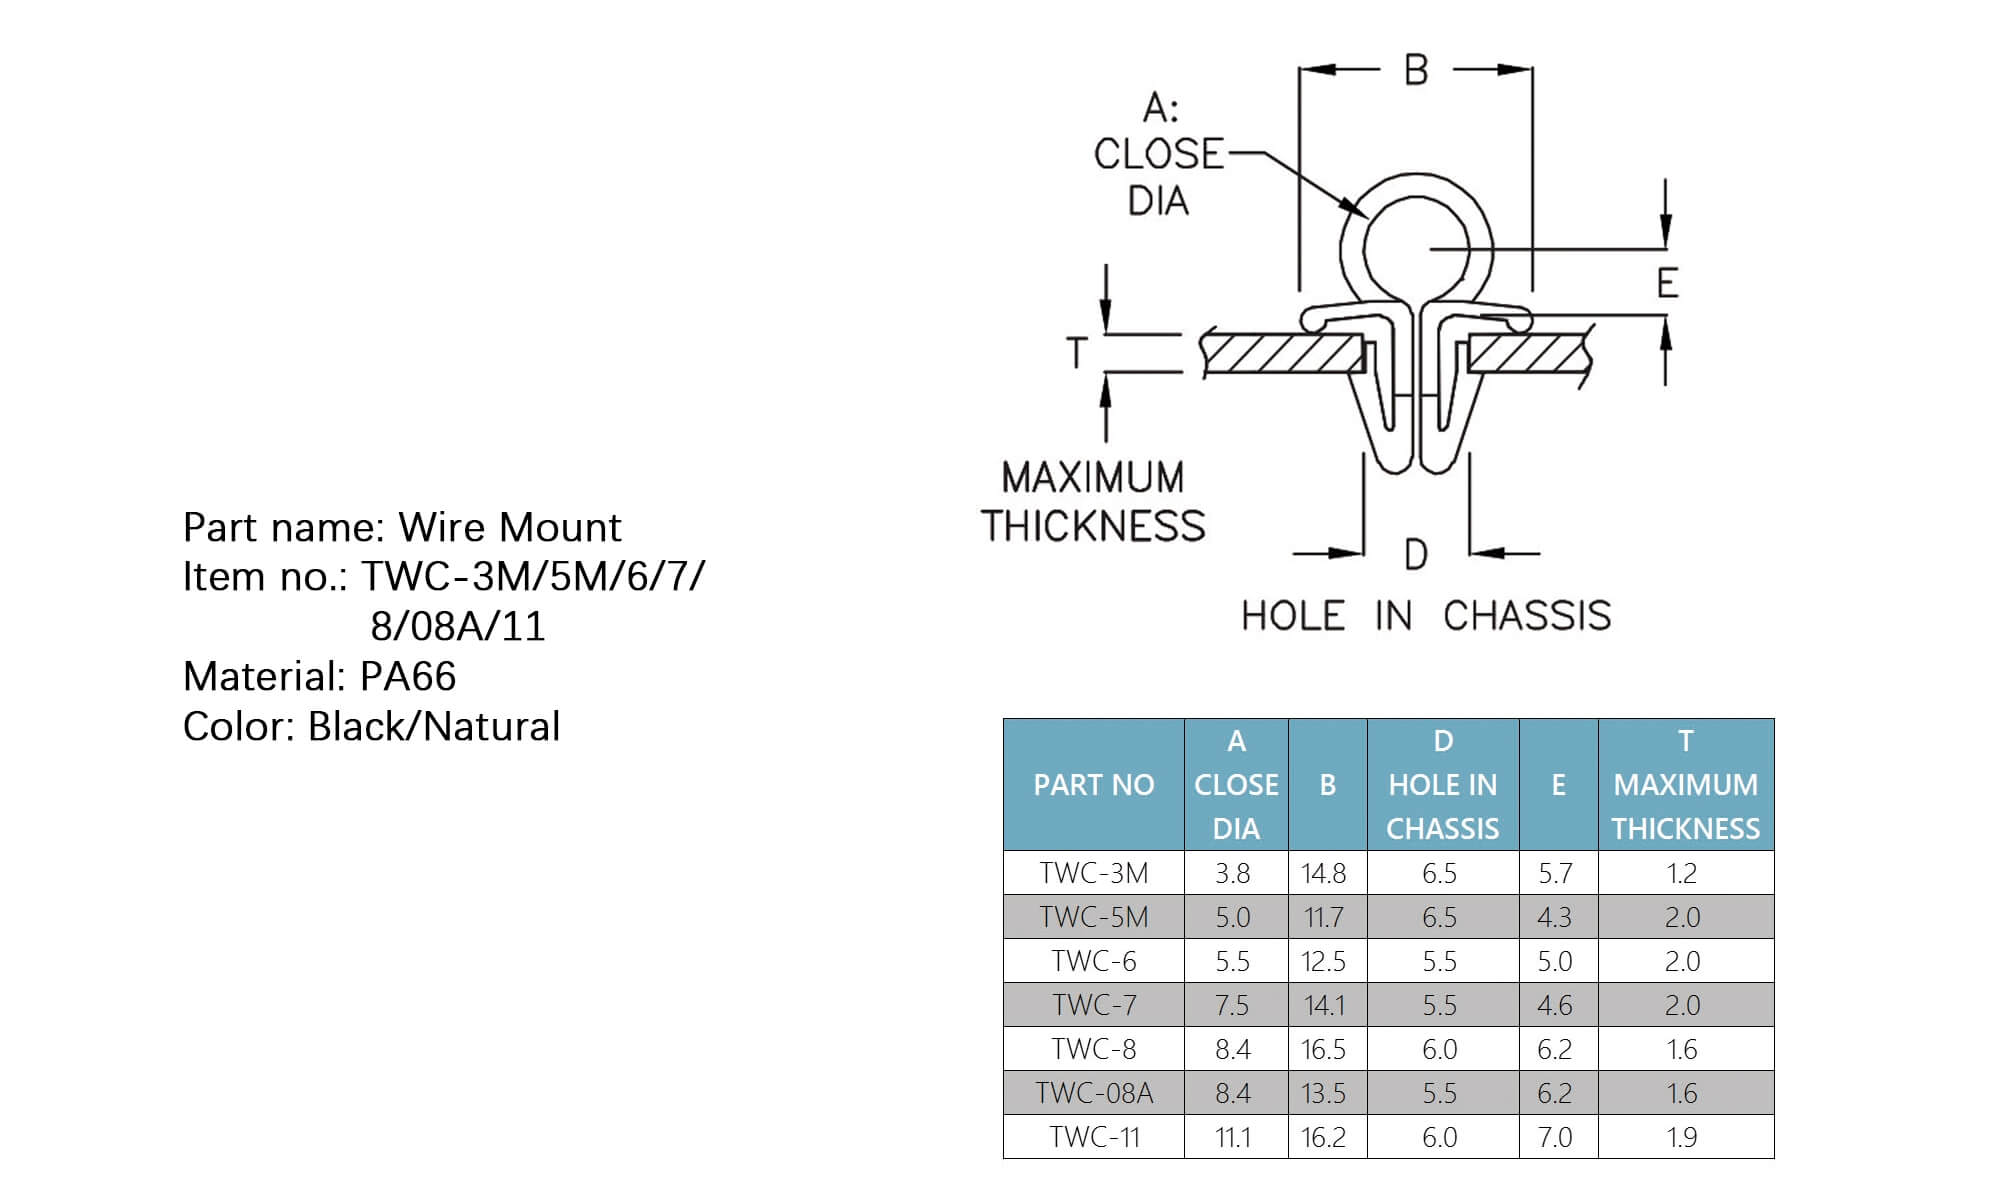 Part name: Wire Mount
Item no.: TWC-3M/5M/6/7/
8/08A/11
Material: PA66
Color: Black/Natural
B
A:
CLOSE
DIA
E
T
MAXIMUM
THICKNESS
D
HOLE IN CHASSIS
PART NO | A CLOSE DIA | B | D HOLE IN CHASSIS | E | T MAXIMUM THICKNESS
TWC-3M 3.8 14.8 6.5 5.7 1.2
TWC-5M 5.0 11.7 6.5 4.3 2.0
TWC-6 5.5 12.5 5.5 5.0 2.0
TWC-7 7.5 14.1 5.5 4.6 2.0
TWC-8 8.4 16.5 6.0 6.2 1.6
TWC-08A 8.4 13.5 5.5 6.2 1.6
TWC-11 11.1 16.2 6.0 7.0 1.9